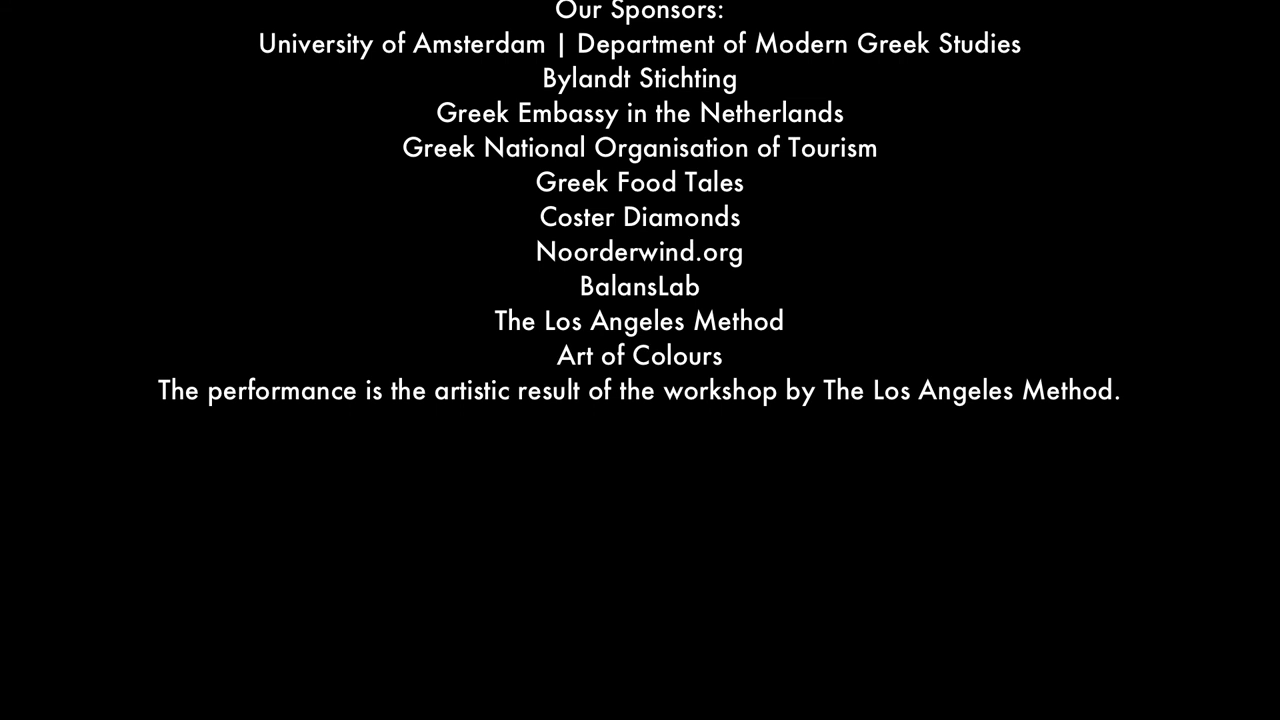 Our Sponsors:
University of Amsterdam | Department of Modern Greek Studies
Bylandt Stichting
Greek Embassy in the Netherlands
Greek National Organisation of Tourism
Greek Food Tales
Coster Diamonds
Noorderwind.org
BalansLab
The Los Angeles Method
Art of Colours
The performance is the artistic result of the workshop by The Los Angeles Method.